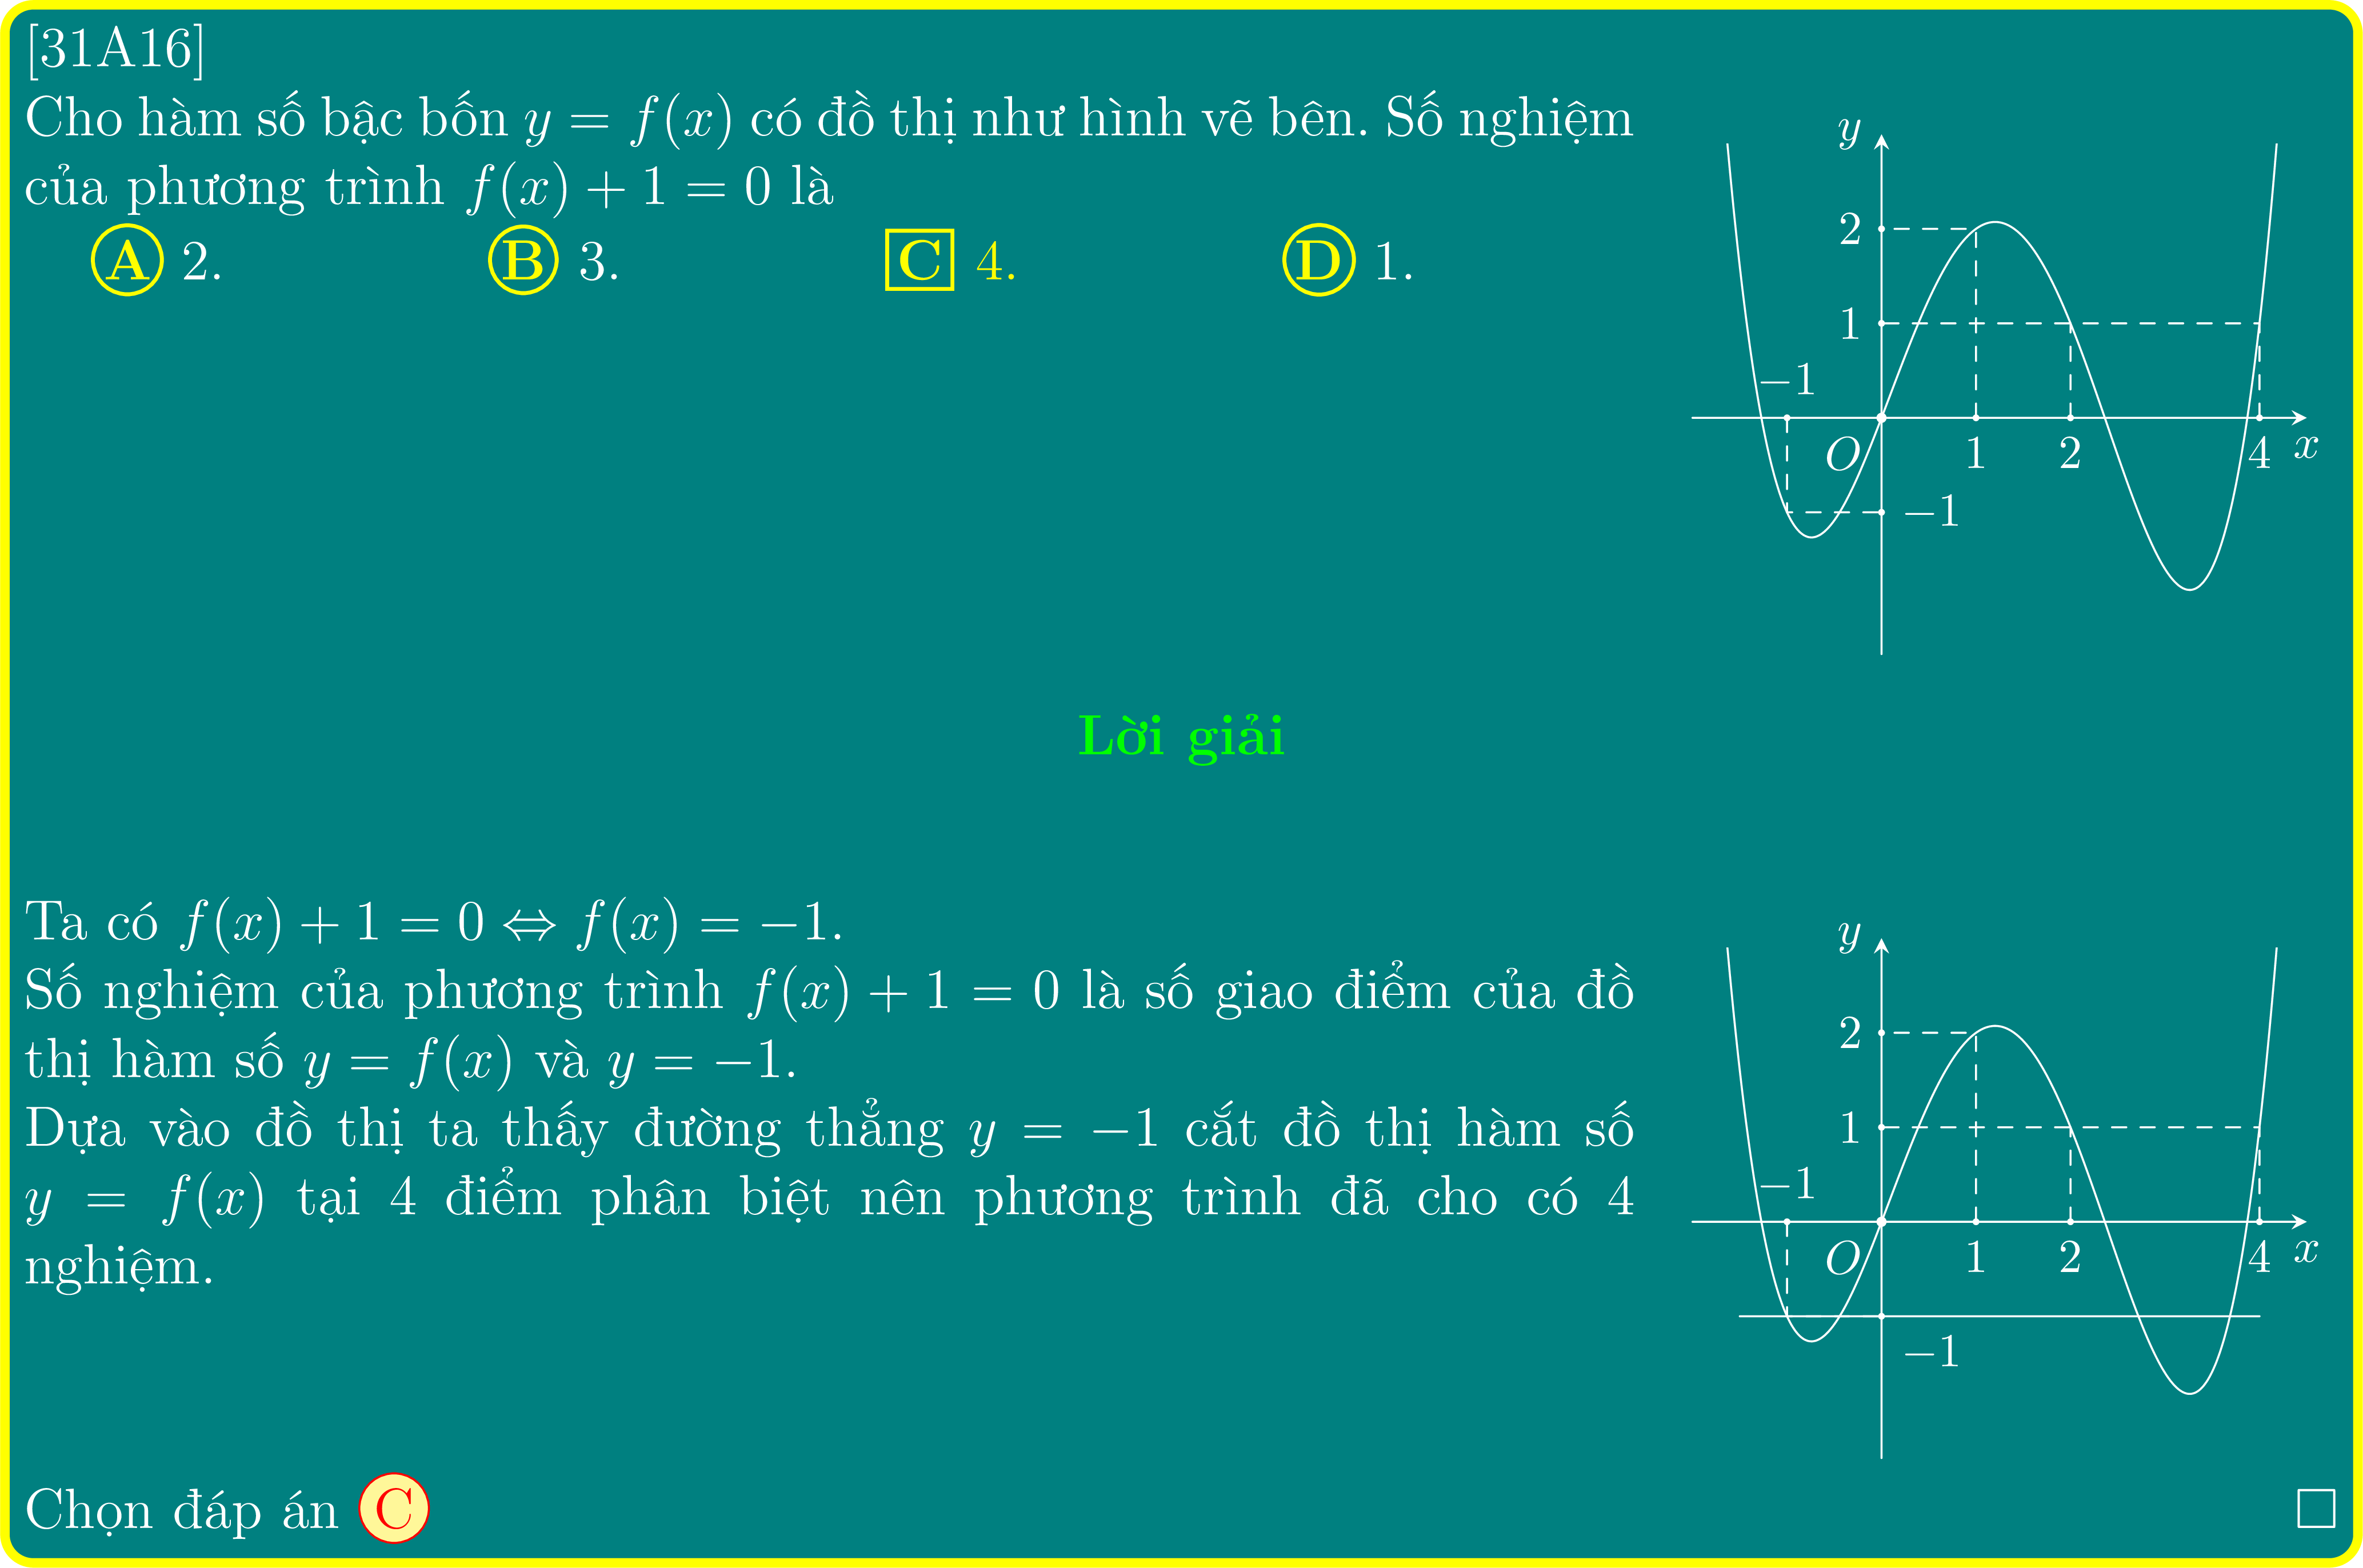 [31A16]
Cho hàm số bậc bốn y = f(x) có đồ thị như hình vẽ bên. Số nghiệm
của phương trình f(x) + 1 = 0 là
A 2. B 3. C 4. D 1.
y
2
1
−1
O 1 2 4 x
−1
Lời giải
Ta có f(x) + 1 = 0 ⇔ f(x) = −1.
Số nghiệm của phương trình f(x) + 1 = 0 là số giao điểm của đồ
thị hàm số y = f(x) và y = −1.
Dựa vào đồ thị ta thấy đường thẳng y = −1 cắt đồ thị hàm số
y = f(x) tại 4 điểm phân biệt nên phương trình đã cho có 4
nghiệm.
y
2
1
−1
O 1 2 4 x
−1
Chọn đáp án C